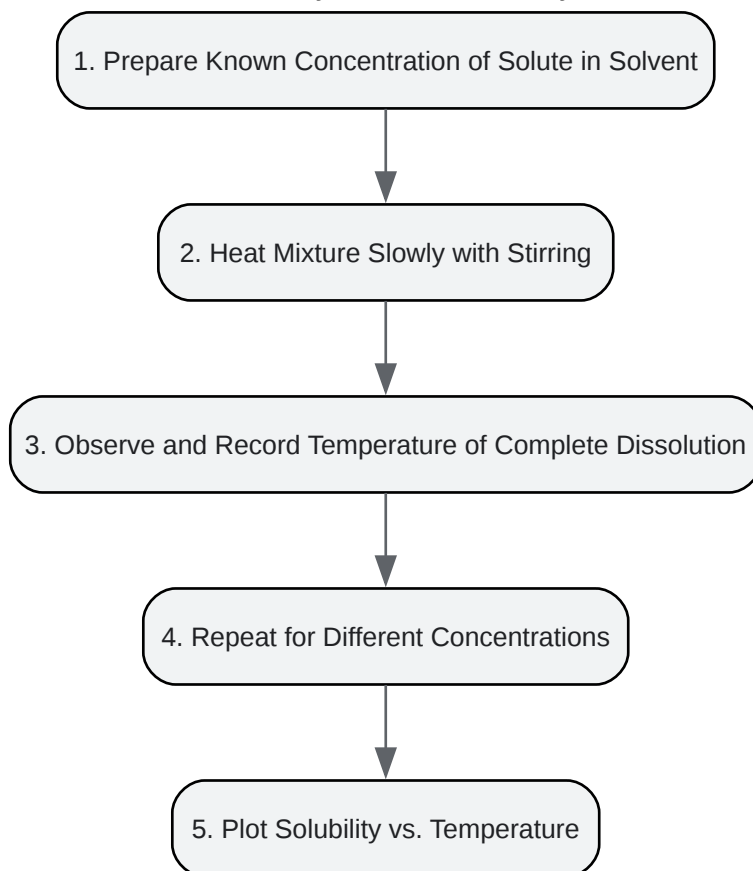 1. Prepare Known Concentration of Solute in Solvent
2. Heat Mixture Slowly with Stirring
3. Observe and Record Temperature of Complete Dissolution
4. Repeat for Different Concentrations
5. Plot Solubility vs. Temperature